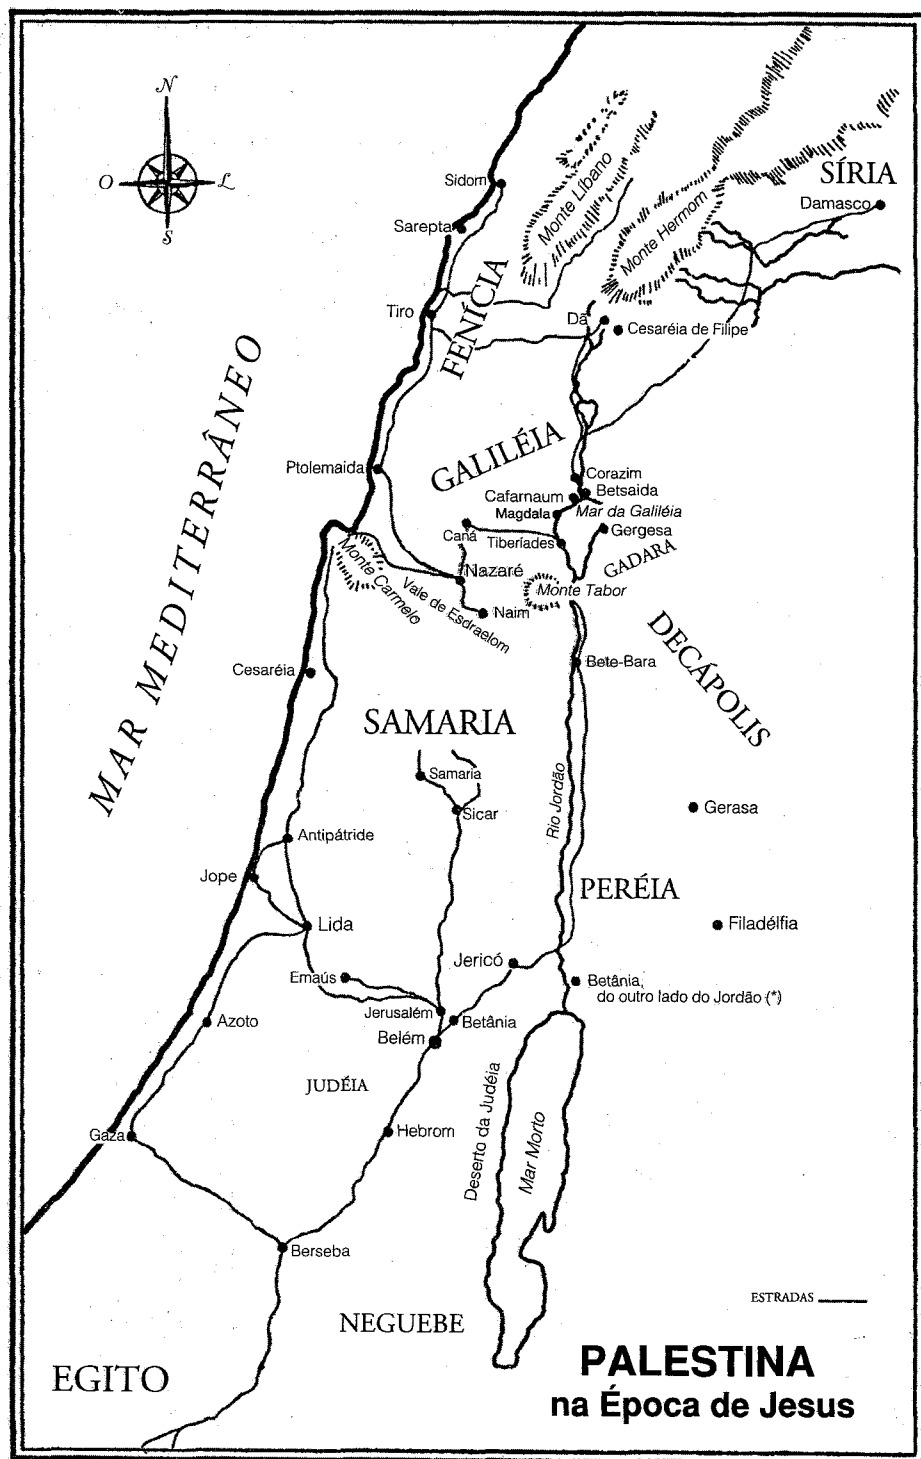 N
O
L
S
SÍRIA
Sidom
Monte Líbano
Damasco
Sarepta
Monte Hermom
Tiro
FENÍCIA
Dã
Cesaréia de Filipe
MAR MEDITERRÂNEO
GALILÉIA
Ptolemaida
Corazim
Cafarnaum
Betsaida
Magdala
Mar da Galiléia
Caná
Tiberíades
Gergesa
GADARA
Monte Carmelo
Vale de Esdraelom
Nazaré
Monte Tabor
Naim
DECÁPOLIS
Cesaréia
Bete-Bara
SAMARIA
Samaria
Sicar
Rio Jordão
Gerasa
Antipátride
Jope
PERÉIA
Lida
Filadélfia
Jericó
Emaús
Betânia,
do outro lado do Jordão (*)
Jerusalém
Azoto
Betânia
Belém
JUDÉIA
Deserto da Judéia
Mar Morto
Gaza
Hebrom
Berseba
ESTRADAS
NEGUEBE
EGITO
PALESTINA
na Época de Jesus